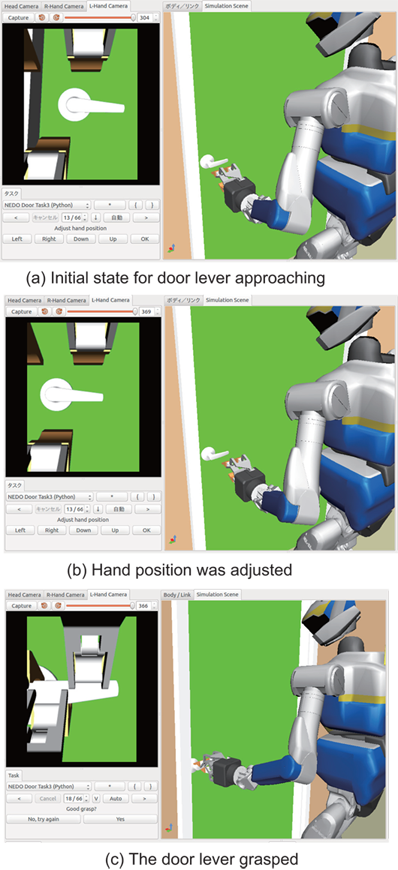 Head Camera R-Hand Camera L-Hand Camera
ボディ／リンク Simulation Scene
Capture 304
タスク
NEDO Door Task3 (Python) * ( )
< キャンセル 13 / 66 ↓ 自動 >
Adjust hand position
Left Right Down Up OK
(a) Initial state for door lever approaching
Head Camera R-Hand Camera L-Hand Camera
ボディ／リンク Simulation Scene
Capture 369
タスク
NEDO Door Task3 (Python) * ( )
< キャンセル 13 / 66 ↓ 自動 >
Adjust hand position
Left Right Down Up OK
(b) Hand position was adjusted
Head Camera R-Hand Camera L-Hand Camera
Body / Link Simulation Scene
Capture 366
Task
NEDO Door Task3 (Python) * ( )
< Cancel 18 / 66 V Auto >
Good grasp?
No, try again Yes
(c) The door lever grasped